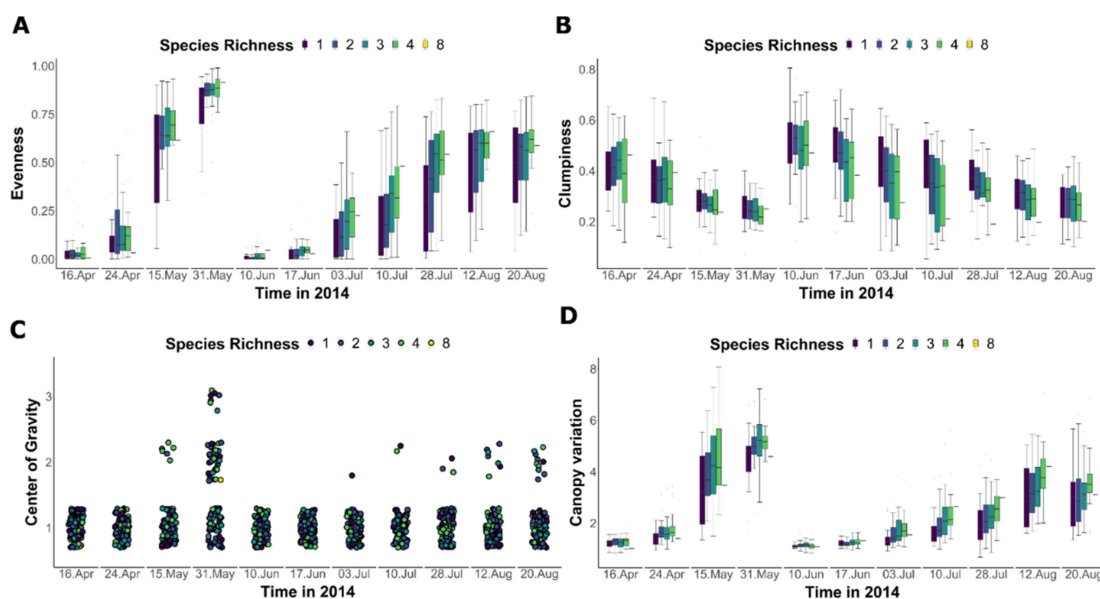 A
Species Richness 1 2 3 4 8
Evenness
1.00
0.75
0.50
0.25
0.00
16.Apr 24.Apr 15.May 31.May 10.Jun 17.Jun 03.Jul 10.Jul 28.Jul 12.Aug 20.Aug
Time in 2014
B
Species Richness 1 2 3 4 8
Clumpiness
0.8
0.6
0.4
0.2
16.Apr 24.Apr 15.May 31.May 10.Jun 17.Jun 03.Jul 10.Jul 28.Jul 12.Aug 20.Aug
Time in 2014
C
Species Richness 1 2 3 4 8
Center of Gravity
3
2
1
16.Apr 24.Apr 15.May 31.May 10.Jun 17.Jun 03.Jul 10.Jul 28.Jul 12.Aug 20.Aug
Time in 2014
D
Species Richness 1 2 3 4 8
Canopy variation
8
6
4
2
16.Apr 24.Apr 15.May 31.May 10.Jun 17.Jun 03.Jul 10.Jul 28.Jul 12.Aug 20.Aug
Time in 2014